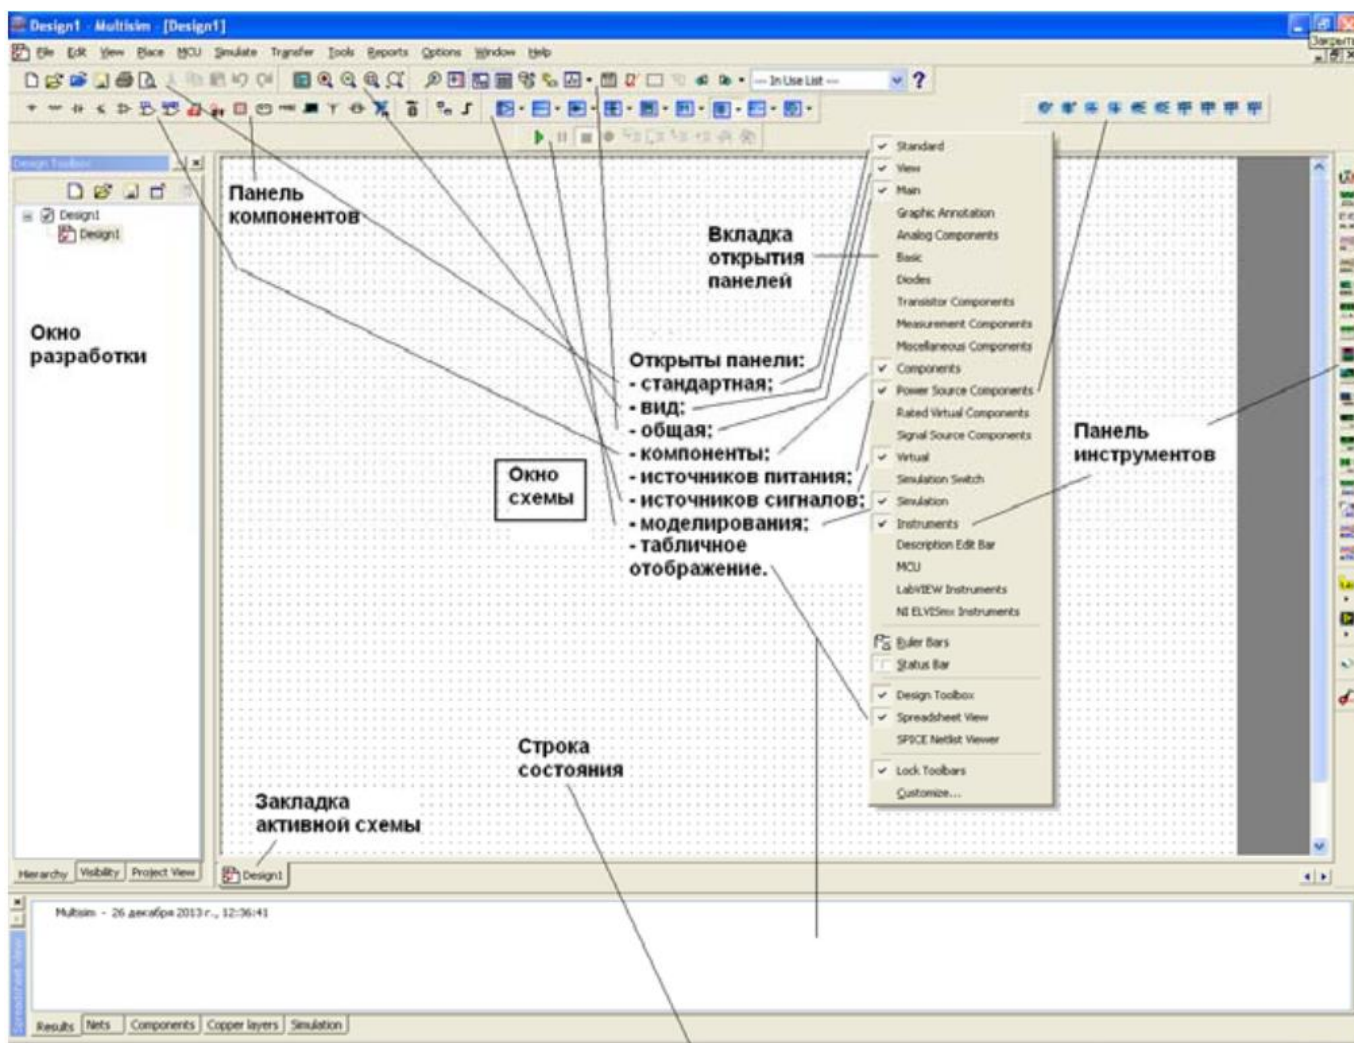 Design1 - Multisim - [Design1]
File Edit View Place MCU Simulate Transfer Tools Reports Options Window Help
Закрыть
--- In Use List ---
Design Toolbox
Design1
Design1
Панель
компонентов
Окно
разработки
Вкладка
открытия
панелей
Открыты панели:
- стандартная;
- вид;
- общая;
- компоненты;
- источников питания;
- источников сигналов;
- моделирования;
- табличное
отображение.
Окно
схемы
Standard
View
Main
Graphic Annotation
Analog Components
Basic
Diodes
Transistor Components
Measurement Components
Miscellaneous Components
Components
Power Source Components
Rated Virtual Components
Signal Source Components
Virtual
Simulation Switch
Simulation
Instruments
Description Edit Bar
MCU
LabVIEW Instruments
NI ELVISmx Instruments
Ruler Bars
Status Bar
Design Toolbox
Spreadsheet View
SPICE Netlist Viewer
Lock Toolbars
Customize...
Панель
инструментов
Строка
состояния
Закладка
активной схемы
Hierarchy Visibility Project View
Design1
Multisim - 26 декабря 2013 г., 12:36:41
Spreadsheet View
Results Nets Components Copper layers Simulation